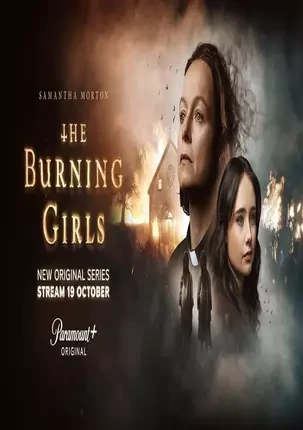 SAMANTHA MORTON
THE
BURNING
GIRLS
NEW ORIGINAL SERIES
STREAM 19 OCTOBER
Paramount+
ORIGINAL